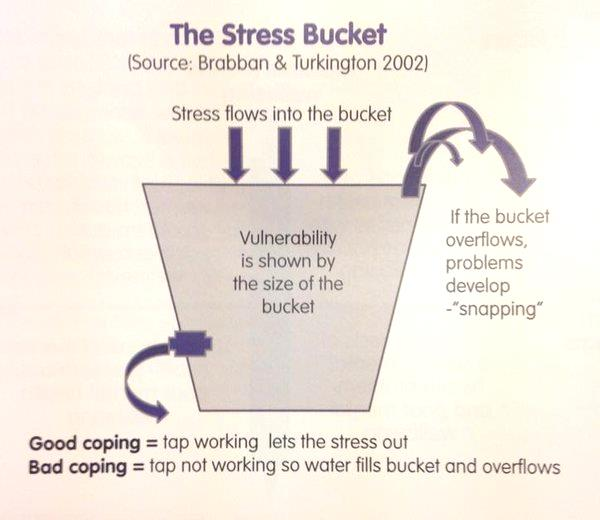 The Stress Bucket
(Source: Brabban & Turkington 2002)
Stress flows into the bucket
Vulnerability
is shown by
the size of the
bucket
If the bucket
overflows,
problems
develop
-"snapping"
Good coping = tap working lets the stress out
Bad coping = tap not working so water fills bucket and overflows